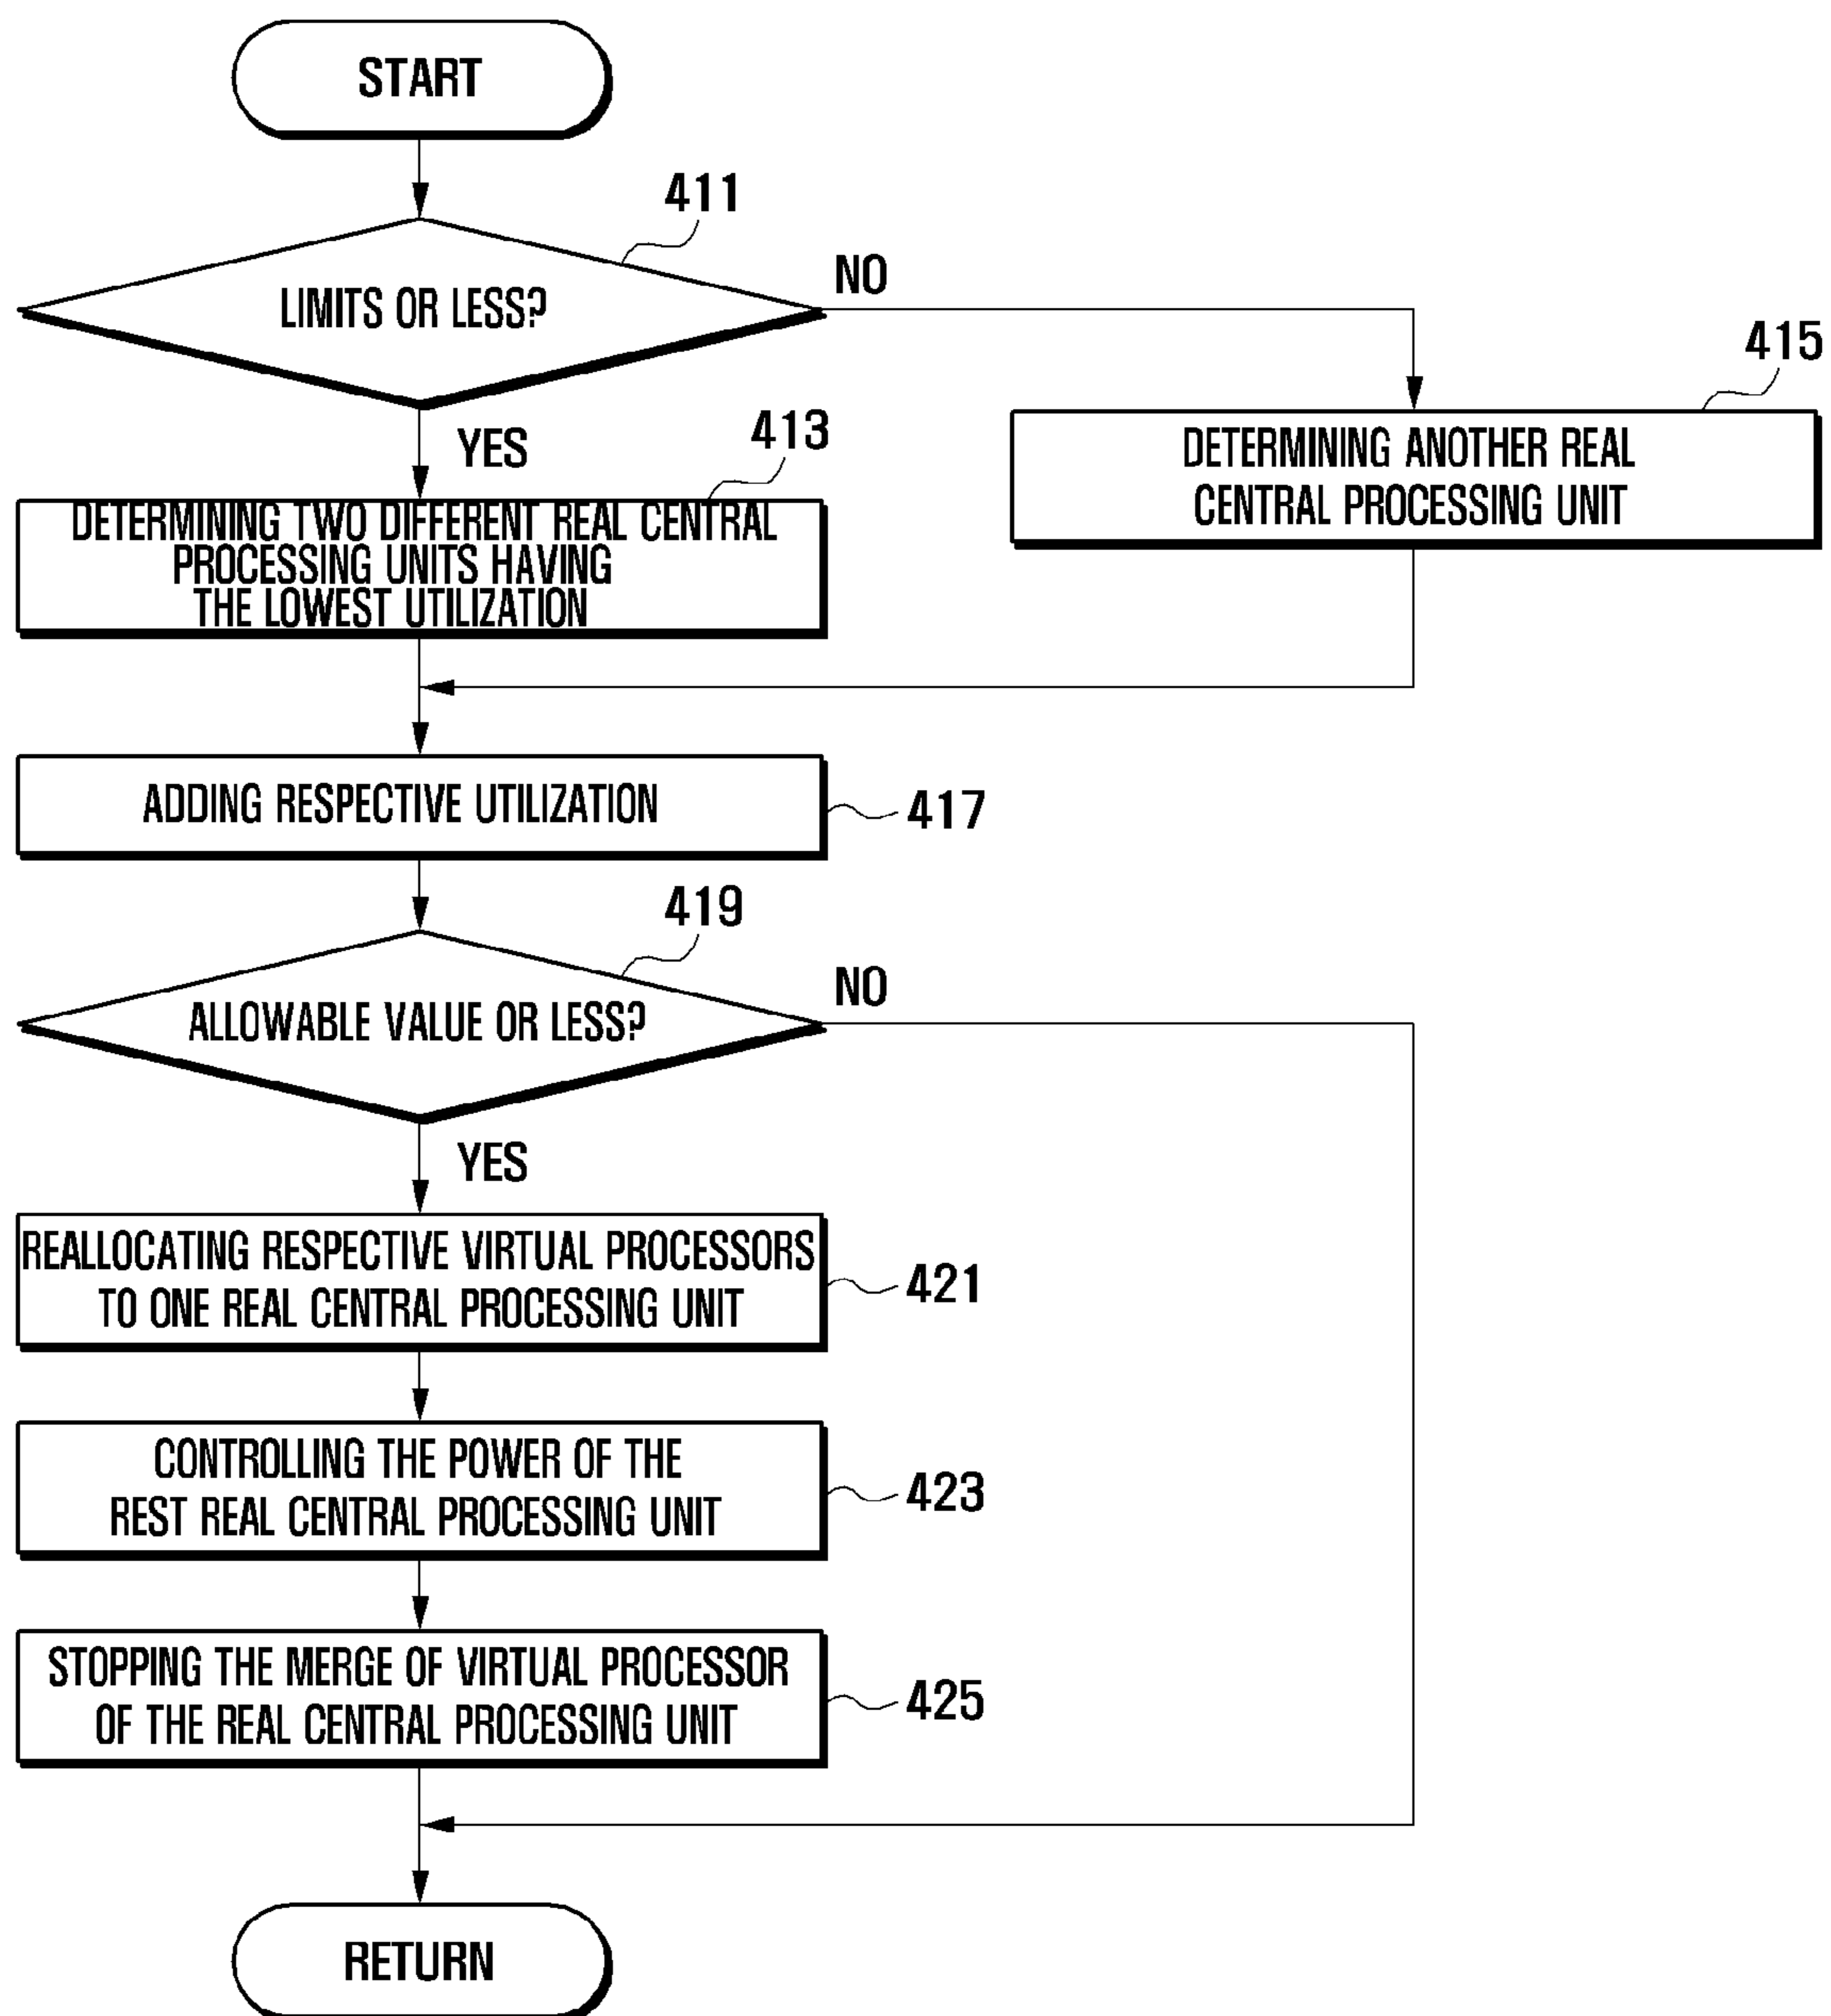 START
411
LIMITS OR LESS?
NO
415
YES
413
DETERMINING ANOTHER REAL
CENTRAL PROCESSING UNIT
DETERMINING TWO DIFFERENT REAL CENTRAL
PROCESSING UNITS HAVING
THE LOWEST UTILIZATION
ADDING RESPECTIVE UTILIZATION
417
419
ALLOWABLE VALUE OR LESS?
NO
YES
REALLOCATING RESPECTIVE VIRTUAL PROCESSORS
TO ONE REAL CENTRAL PROCESSING UNIT
421
CONTROLLING THE POWER OF THE
REST REAL CENTRAL PROCESSING UNIT
423
STOPPING THE MERGE OF VIRTUAL PROCESSOR
OF THE REAL CENTRAL PROCESSING UNIT
425
RETURN